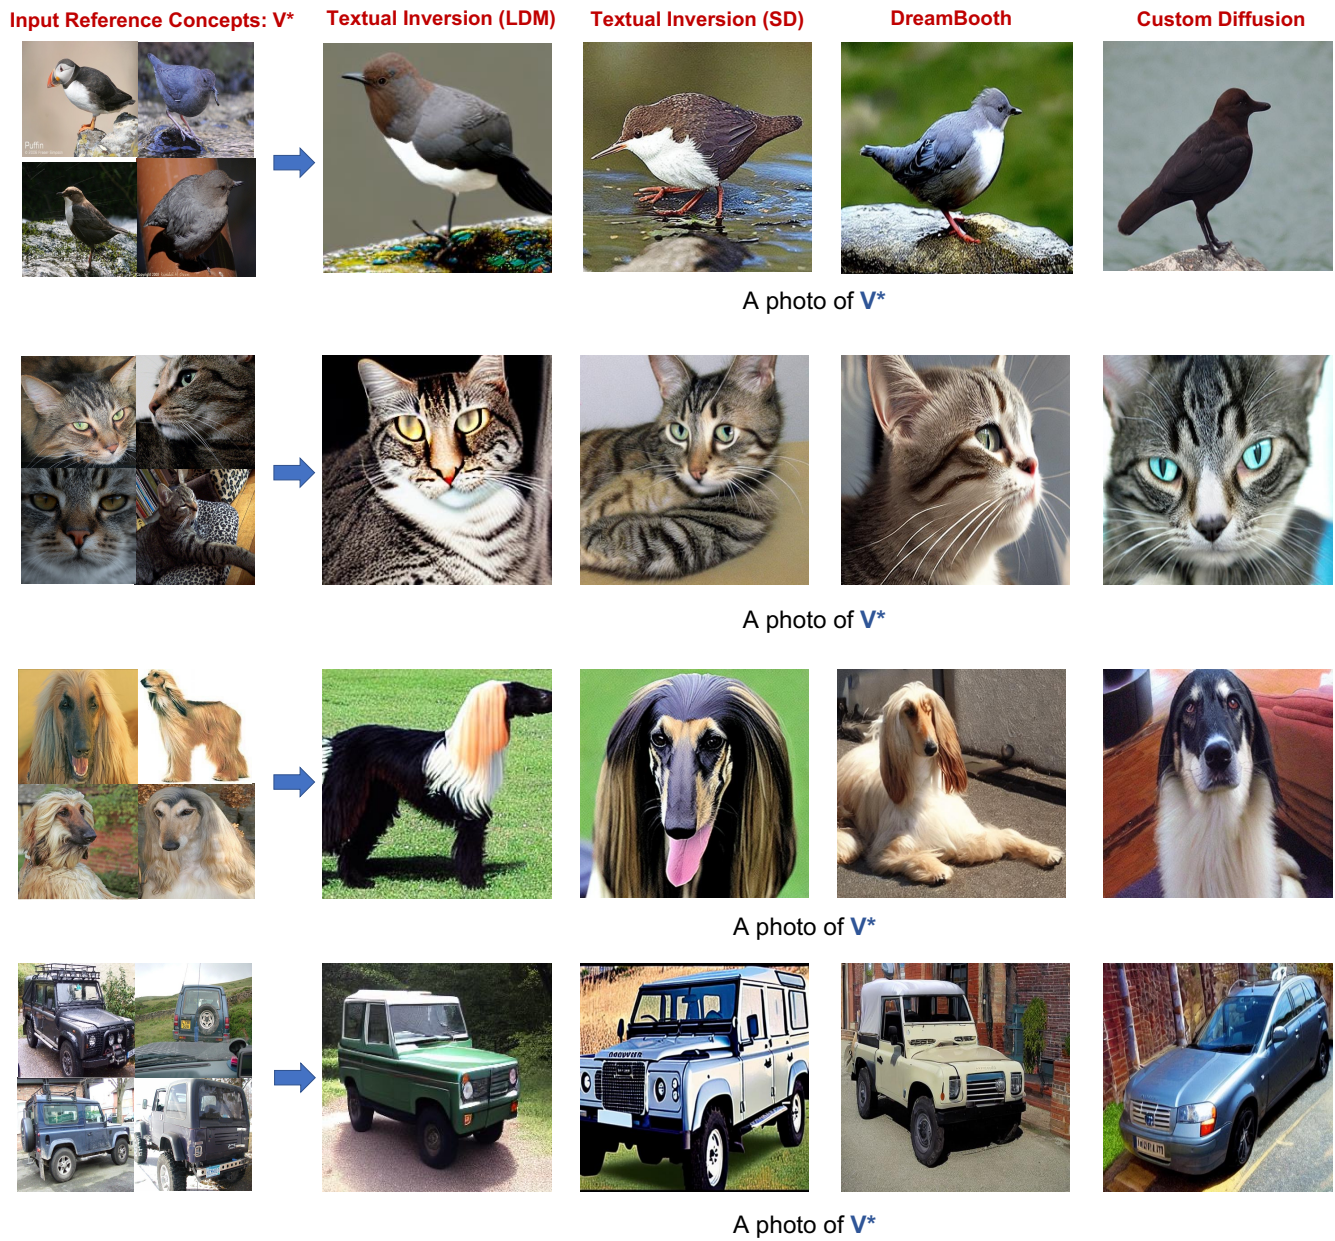 Input Reference Concepts: V*
Textual Inversion (LDM)
Textual Inversion (SD)
DreamBooth
Custom Diffusion
Puffin
A photo of V*
A photo of V*
A photo of V*
A photo of V*